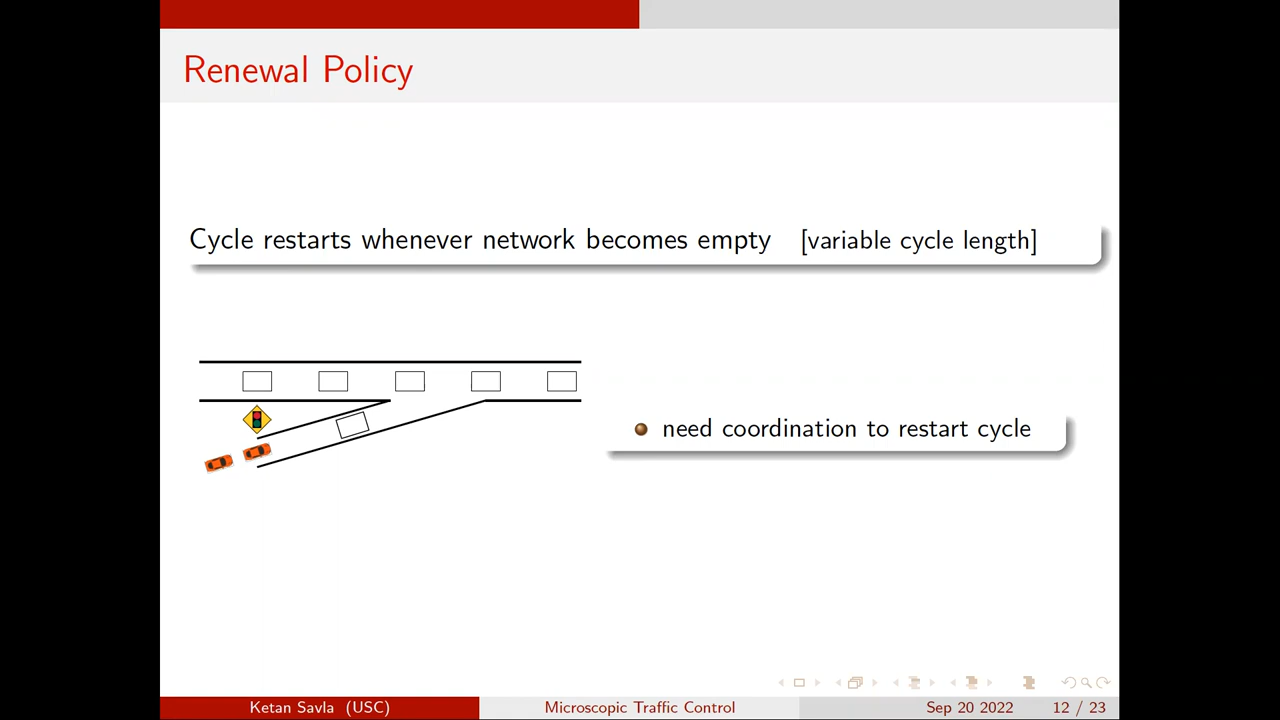 Renewal Policy
Cycle restarts whenever network becomes empty [variable cycle length]
need coordination to restart cycle
Ketan Savla (USC) Microscopic Traffic Control Sep 20 2022 12 / 23